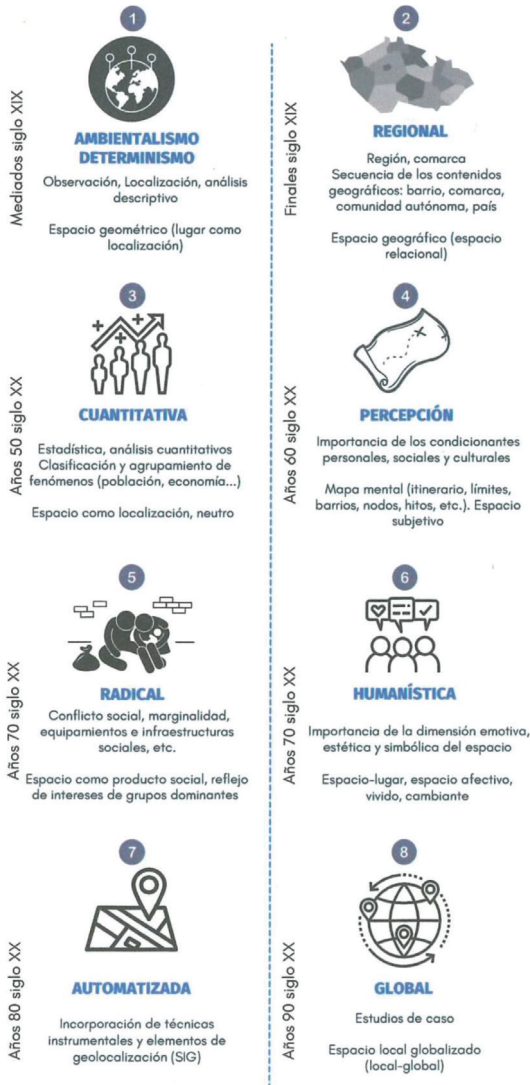 1
Mediados siglo XIX
AMBIENTALISMO
DETERMINISMO
Observación, Localización, análisis
descriptivo
Espacio geométrico (lugar como
localización)
2
Finales siglo XIX
REGIONAL
Región, comarca
Secuencia de los contenidos
geográficos: barrio, comarca,
comunidad autónoma, país
Espacio geográfico (espacio
relacional)
3
Años 50 siglo XX
CUANTITATIVA
Estadística, análisis cuantitativos
Clasificación y agrupamiento de
fenómenos (población, economía...)
Espacio como localización, neutro
4
Años 60 siglo XX
PERCEPCIÓN
Importancia de los condicionantes
personales, sociales y culturales
Mapa mental (itinerario, límites,
barrios, nodos, hitos, etc.). Espacio
subjetivo
5
Años 70 siglo XX
RADICAL
Conflicto social, marginalidad,
equipamientos e infraestructuras
sociales, etc.
Espacio como producto social, reflejo
de intereses de grupos dominantes
6
Años 70 siglo XX
HUMANÍSTICA
Importancia de la dimensión emotiva,
estética y simbólica del espacio
Espacio-lugar, espacio afectivo,
vivido, cambiante
7
Años 80 siglo XX
AUTOMATIZADA
Incorporación de técnicas
instrumentales y elementos de
geolocalización (SIG)
8
Años 90 siglo XX
GLOBAL
Estudios de caso
Espacio local globalizado
(local-global)